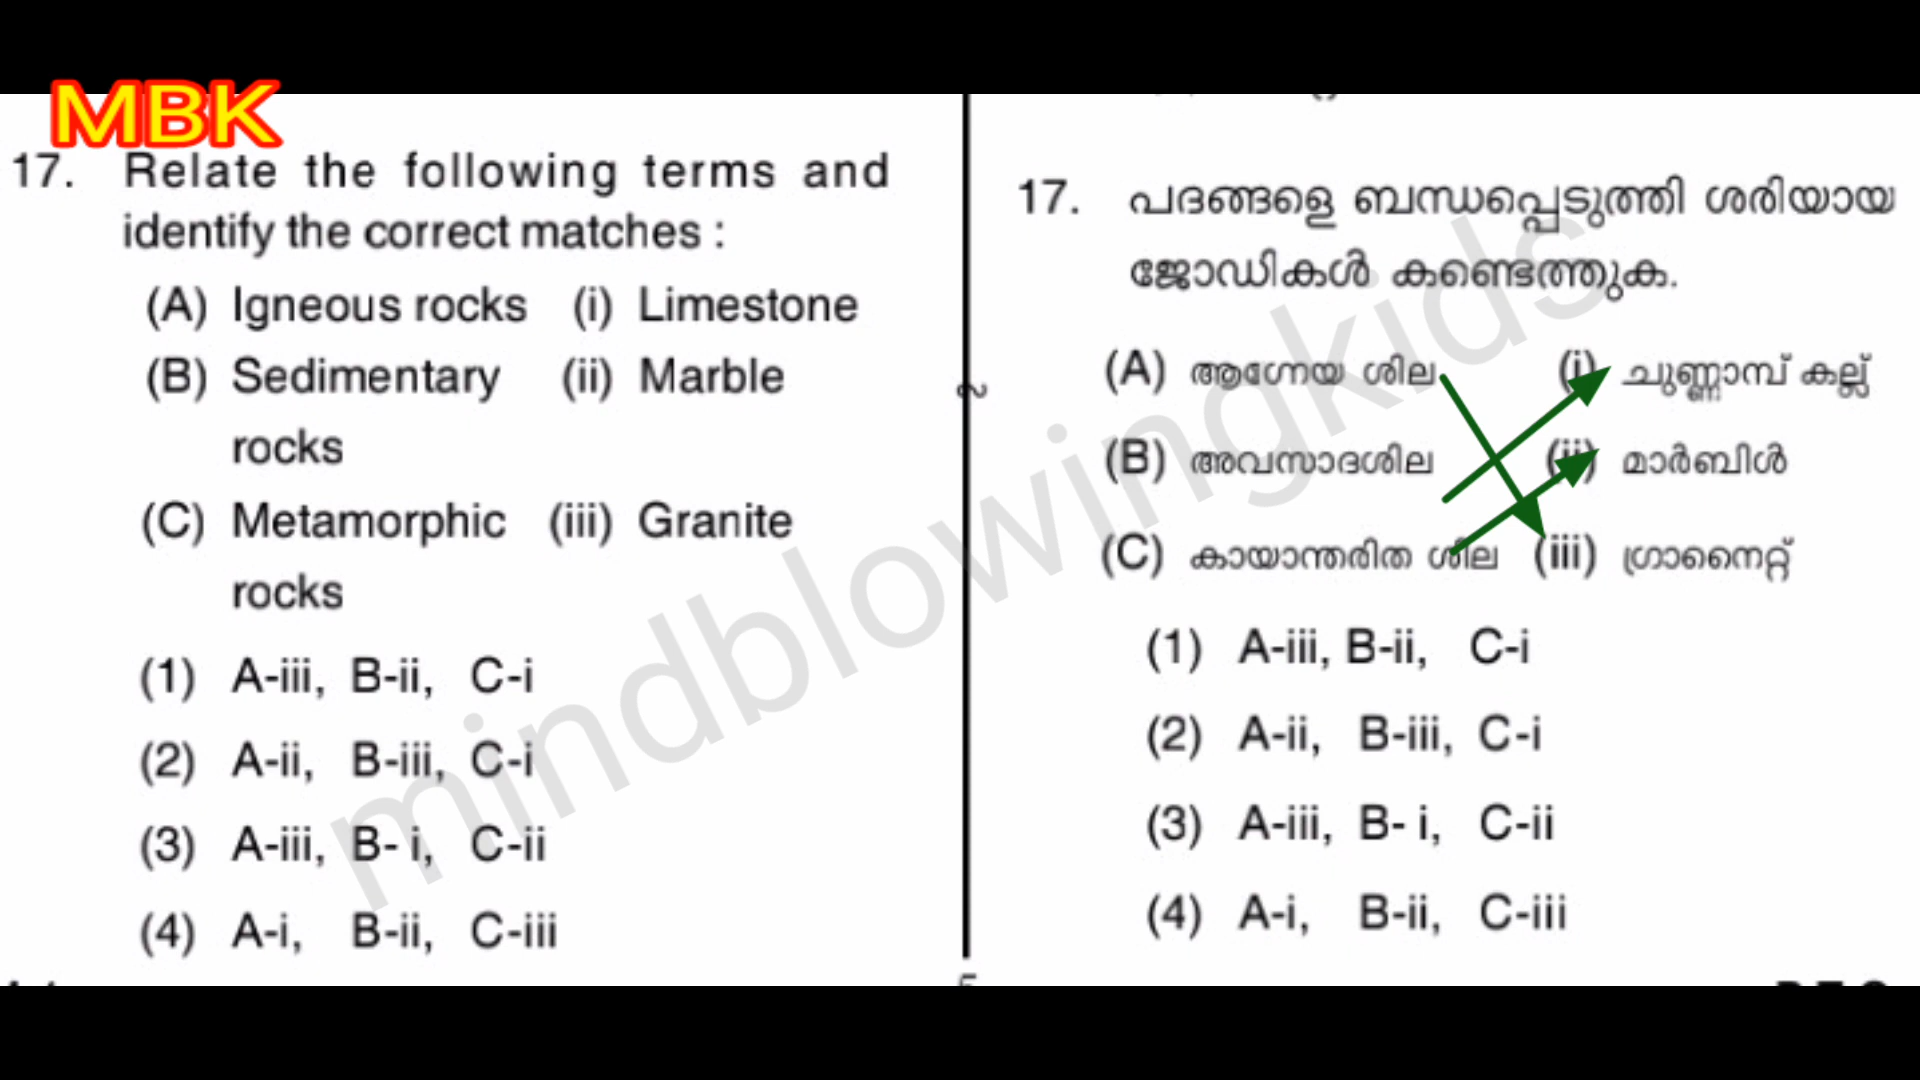 MBK
17. Relate the following terms and
identify the correct matches :
(A) Igneous rocks (i) Limestone
(B) Sedimentary (ii) Marble
rocks
(C) Metamorphic (iii) Granite
rocks
(1) A-iii, B-ii, C-i
(2) A-ii, B-iii, C-i
(3) A-iii, B- i, C-ii
(4) A-i, B-ii, C-iii
17. പദങ്ങളെ ബന്ധപ്പെടുത്തി ശരിയായ
ജോഡികൾ കണ്ടെത്തുക.
(A) ആഗ്നേയ ശില (i) ചുണ്ണാമ്പ് കല്ല്
(B) അവസാദശില (ii) മാർബിൾ
(C) കായാന്തരിത ശില (iii) ഗ്രാനൈറ്റ്
(1) A-iii, B-ii, C-i
(2) A-ii, B-iii, C-i
(3) A-iii, B- i, C-ii
(4) A-i, B-ii, C-iii
mindblowingkids